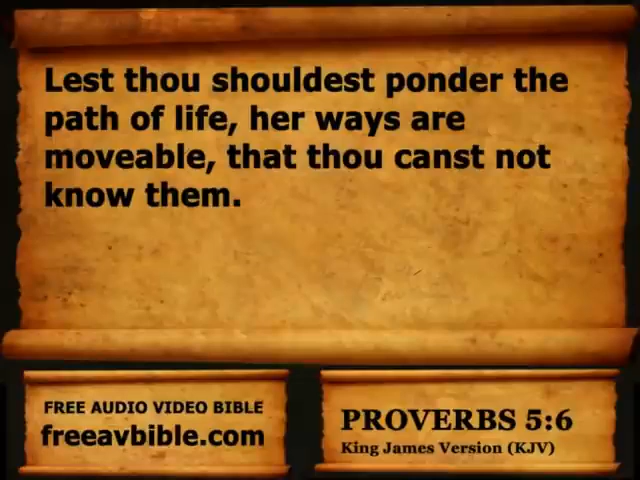 Lest thou shouldest ponder the
path of life, her ways are
moveable, that thou canst not
know them.
FREE AUDIO VIDEO BIBLE
freeavbible.com
PROVERBS 5:6
King James Version (KJV)